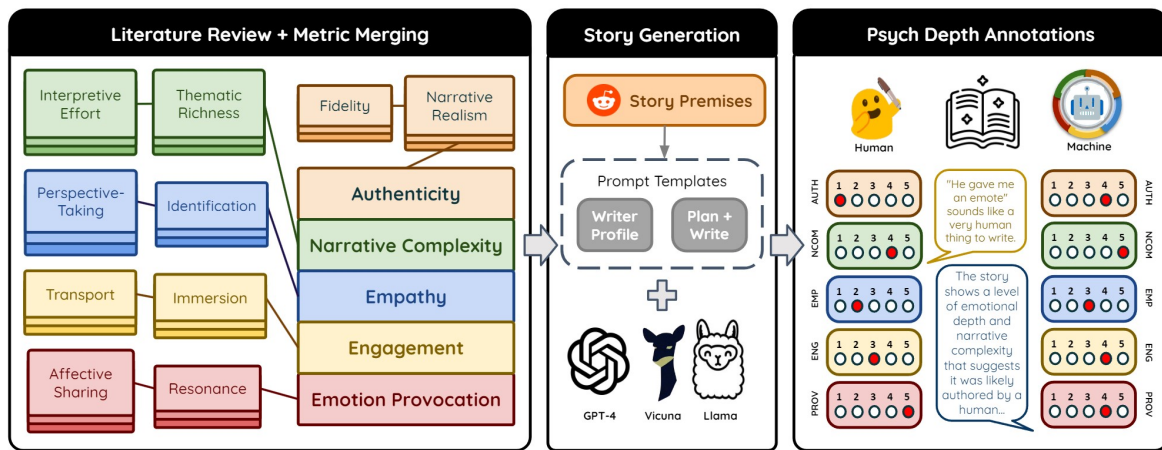 Literature Review + Metric Merging
Interpretive
Effort
Thematic
Richness
Fidelity
Narrative
Realism
Perspective-
Taking
Identification
Transport
Immersion
Affective
Sharing
Resonance
Authenticity
Narrative Complexity
Empathy
Engagement
Emotion Provocation
Story Generation
Story Premises
Prompt Templates
Writer
Profile
Plan +
Write
GPT-4
Vicuna
Llama
Psych Depth Annotations
Human
Machine
AUTH
1 2 3 4 5
NCOM
1 2 3 4 5
EMP
1 2 3 4 5
ENG
1 2 3 4 5
PROV
1 2 3 4 5
"He gave me
an emote"
sounds like a
very human
thing to write.
The story
shows a level
of emotional
depth and
narrative
complexity
that suggests
it was likely
authored by a
human...
1 2 3 4 5
AUTH
1 2 3 4 5
NCOM
1 2 3 4 5
EMP
1 2 3 4 5
ENG
1 2 3 4 5
PROV